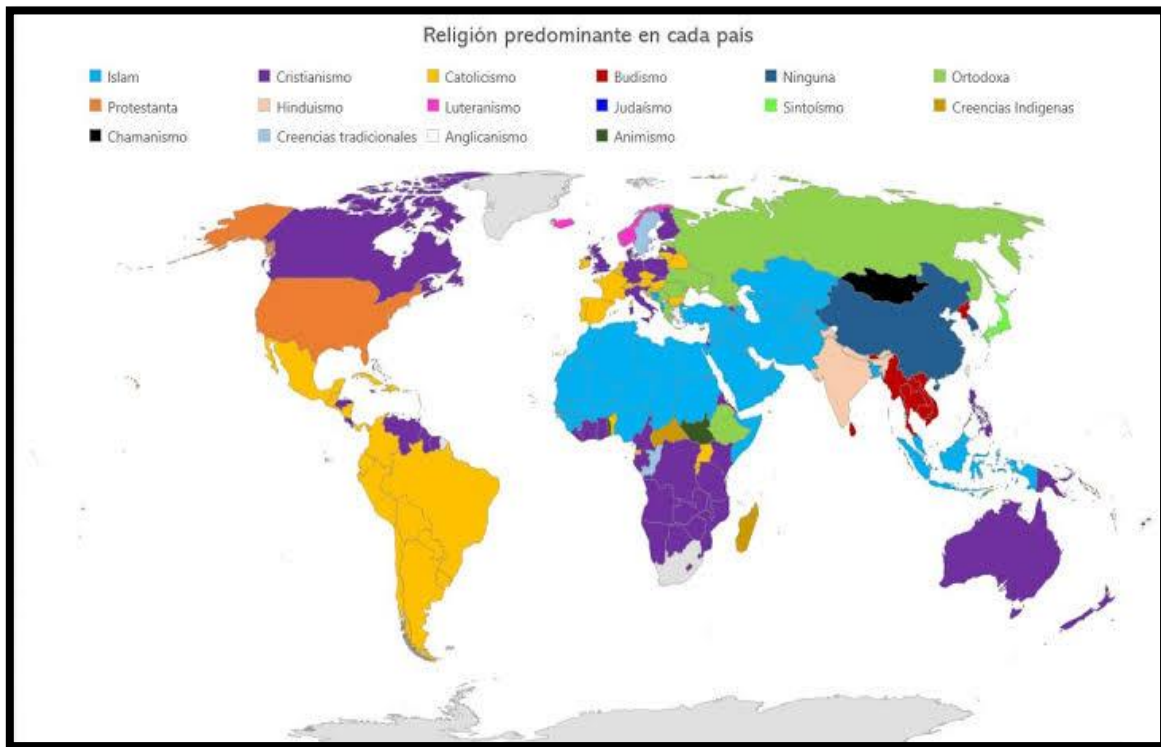 Religión predominante en cada país
Islam Cristianismo Catolicismo Budismo Ninguna Ortodoxa
Protestanta Hinduismo Luteranismo Judaísmo Sintoísmo Creencias Indigenas
Chamanismo Creencias tradicionales Anglicanismo Animismo